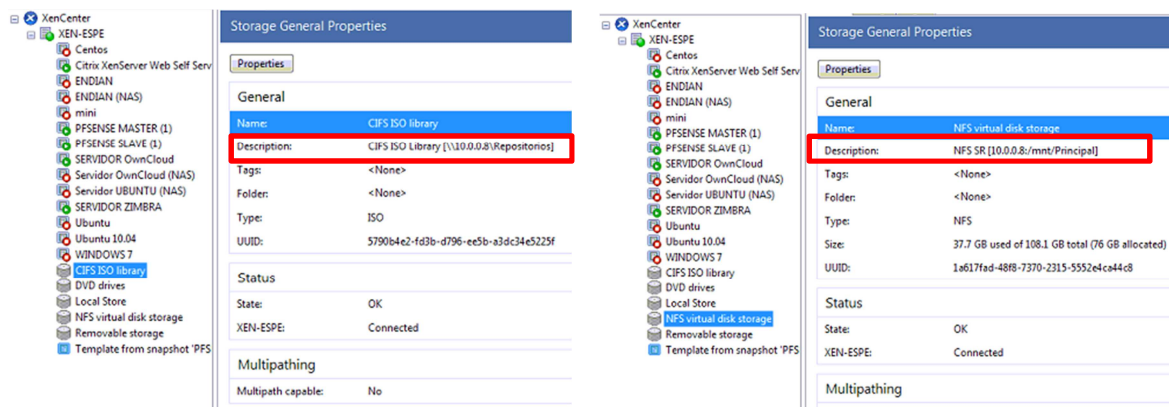 XenCenter
XEN-ESPE
Centos
Citrix XenServer Web Self Serv
ENDIAN
ENDIAN (NAS)
mini
PFSENSE MASTER (1)
PFSENSE SLAVE (1)
SERVIDOR OwnCloud
Servidor OwnCloud (NAS)
Servidor UBUNTU (NAS)
SERVIDOR ZIMBRA
Ubuntu
Ubuntu 10.04
WINDOWS 7
CIFS ISO library
DVD drives
Local Store
NFS virtual disk storage
Removable storage
Template from snapshot 'PFS
Storage General Properties
Properties
General
Name: CIFS ISO library
Description: CIFS ISO Library [\\10.0.0.8\Repositorios]
Tags: <None>
Folder: <None>
Type: ISO
UUID: 5790b4e2-fd3b-d796-ee5b-a3dc34e5225f
Status
State: OK
XEN-ESPE: Connected
Multipathing
Multipath capable: No
XenCenter
XEN-ESPE
Centos
Citrix XenServer Web Self Serv
ENDIAN
ENDIAN (NAS)
mini
PFSENSE MASTER (1)
PFSENSE SLAVE (1)
SERVIDOR OwnCloud
Servidor OwnCloud (NAS)
Servidor UBUNTU (NAS)
SERVIDOR ZIMBRA
Ubuntu
Ubuntu 10.04
WINDOWS 7
CIFS ISO library
DVD drives
Local Store
NFS virtual disk storage
Removable storage
Template from snapshot 'PFS
Storage General Properties
Properties
General
Name: NFS virtual disk storage
Description: NFS SR [10.0.0.8:/mnt/Principal]
Tags: <None>
Folder: <None>
Type: NFS
Size: 37.7 GB used of 108.1 GB total (76 GB allocated)
UUID: 1a617fad-48f8-7370-2315-5552e4ca44c8
Status
State: OK
XEN-ESPE: Connected
Multipathing